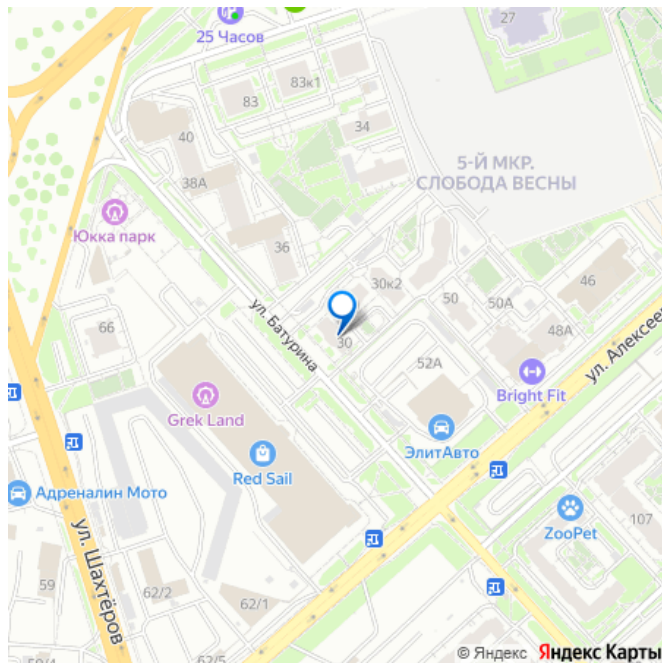 27
25 Часов
83к1
83
34
40
5-Й МКР.
СЛОБОДА ВЕСНЫ
38А
Юкка парк
36
30к2
46
50
50А
ул. Батурина
66
30
48А
ул. Алексее
52А
Bright Fit
Grek Land
ЭлитАвто
Red Sail
Адреналин Мото
ZooPet
107
ул. Шахтёров
59
62/2
62/1
62/5
© Яндекс Яндекс Карты